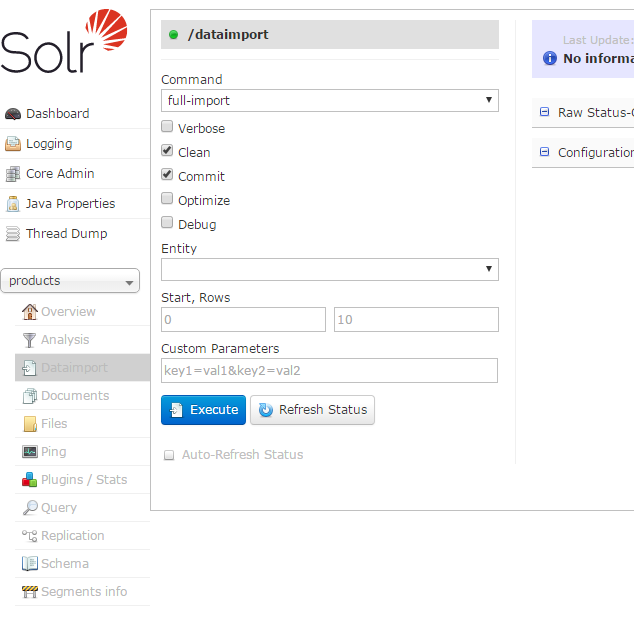 Solr
Dashboard
Logging
Core Admin
Java Properties
Thread Dump
products
Overview
Analysis
Dataimport
Documents
Files
Ping
Plugins / Stats
Query
Replication
Schema
Segments info
/dataimport
Command
full-import
Verbose
Clean
Commit
Optimize
Debug
Entity
Start, Rows
0 10
Custom Parameters
key1=val1&key2=val2
Execute Refresh Status
Auto-Refresh Status
Last Update:
No informa
Raw Status-
Configuration